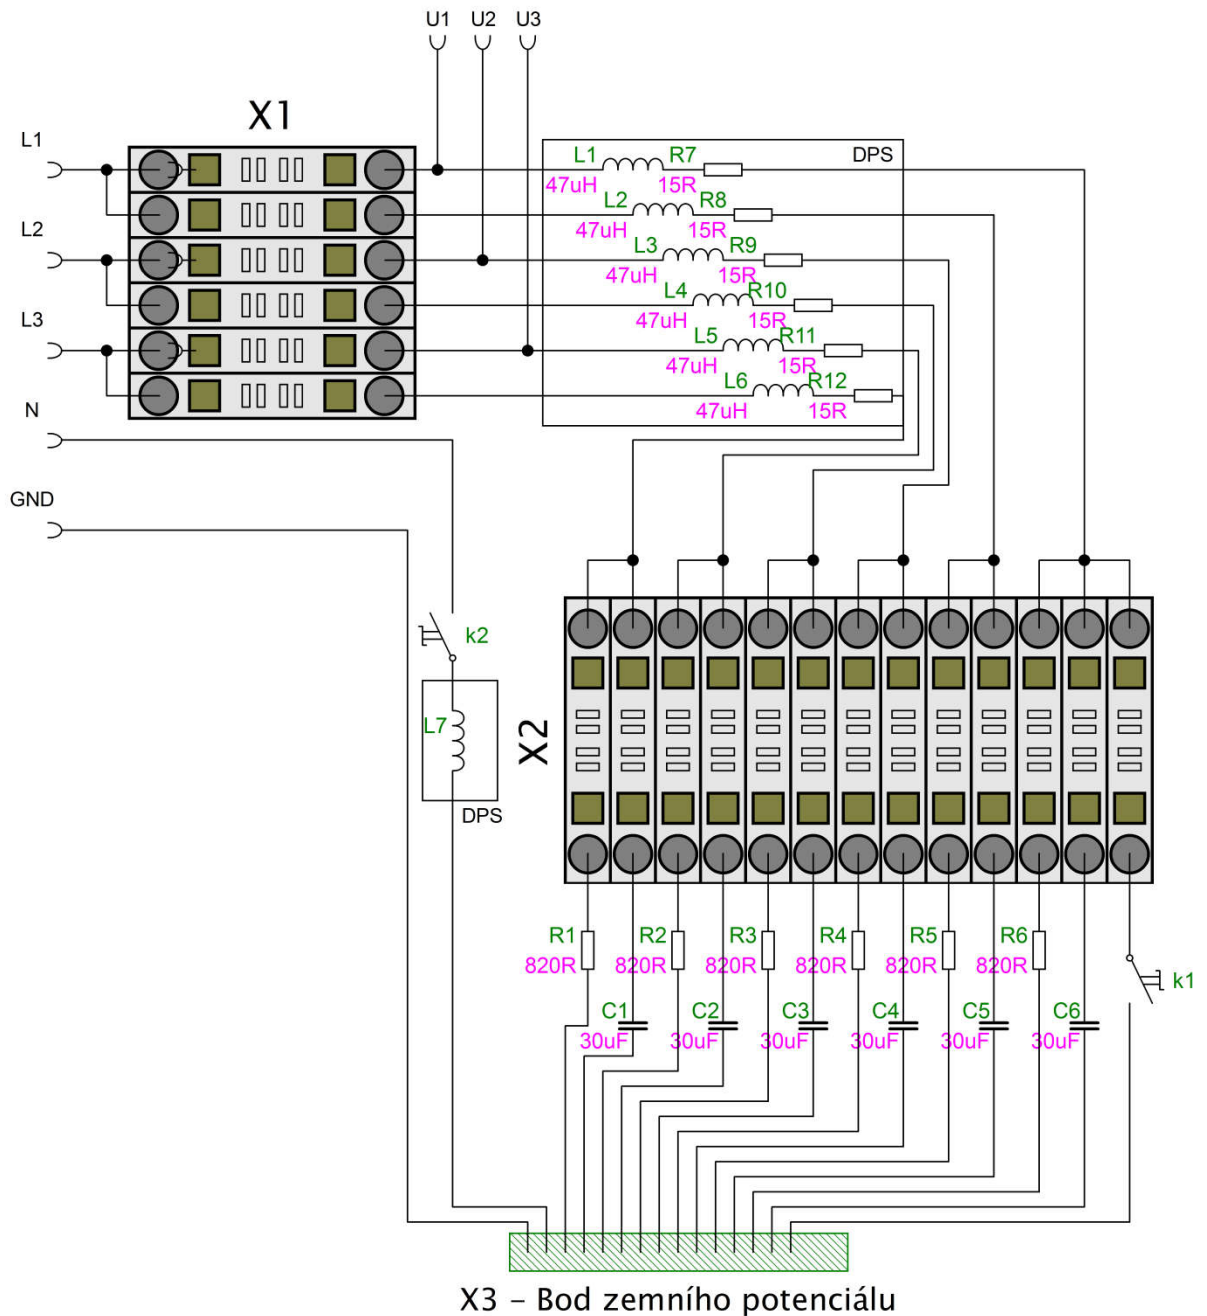 U1 U2 U3
X1
L1
L2
L3
N
GND
DPS
L1 R7
47uH 15R
L2 R8
47uH 15R
L3 R9
47uH 15R
L4 R10
47uH 15R
L5 R11
47uH 15R
L6 R12
47uH 15R
k2
L7
DPS
X2
R1 R2 R3 R4 R5 R6
820R 820R 820R 820R 820R 820R
k1
C1 C2 C3 C4 C5 C6
30uF 30uF 30uF 30uF 30uF 30uF
X3 – Bod zemního potenciálu